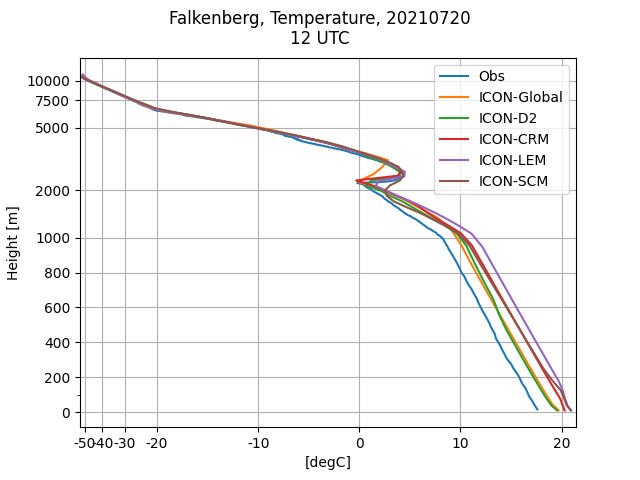 Falkenberg, Temperature, 20210720
12 UTC
Height [m]
10000
7500
5000
2000
1000
800
600
400
200
0
Obs
ICON-Global
ICON-D2
ICON-CRM
ICON-LEM
ICON-SCM
-50 -40 -30 -20 -10 0 10 20
[degC]